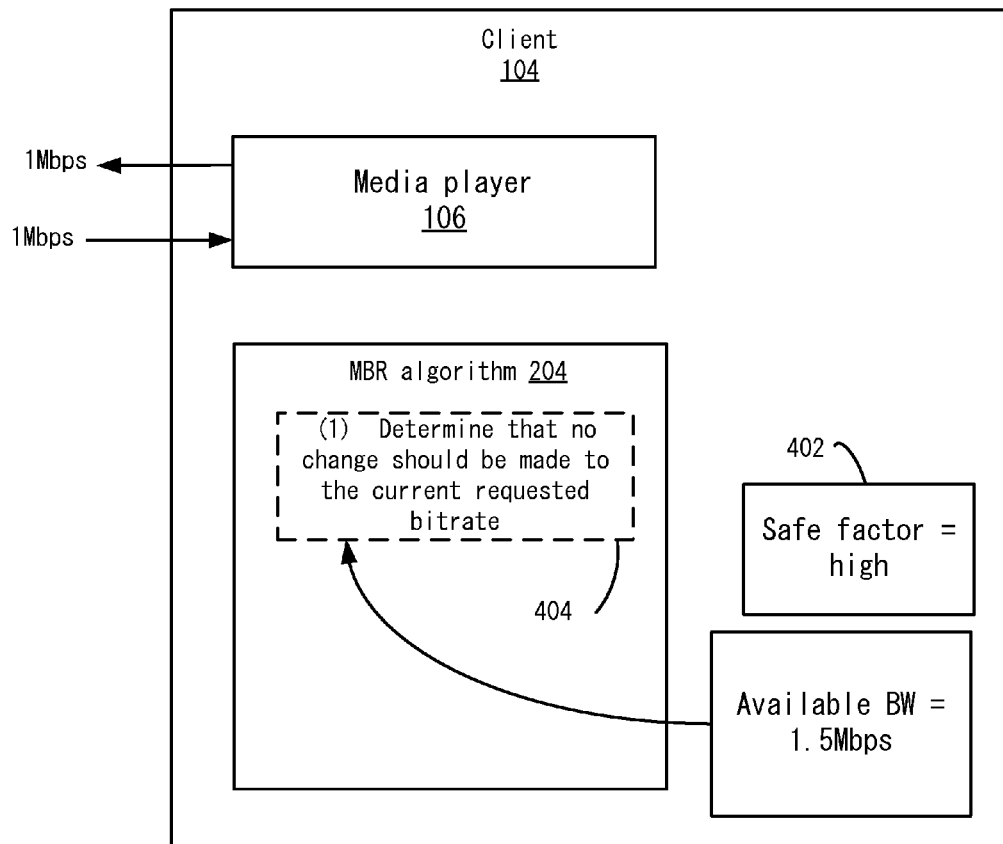 Client
104
1Mbps
1Mbps
Media player
106
MBR algorithm 204
(1) Determine that no
change should be made to
the current requested
bitrate
404
402
Safe factor =
high
Available BW =
1.5Mbps